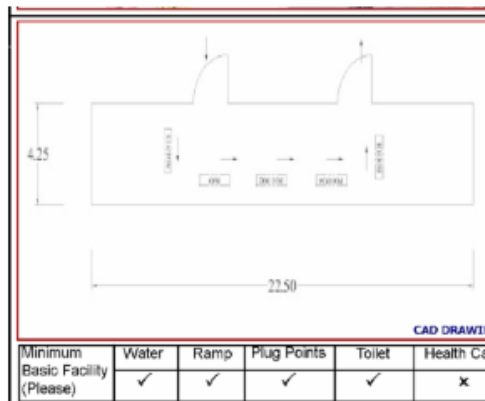 4.25
22.50
CAD DRAWI
Minimum Basic Facility (Please)
Water
Ramp
Plug Points
Toilet
Health Ca
✓
✓
✓
✓
x